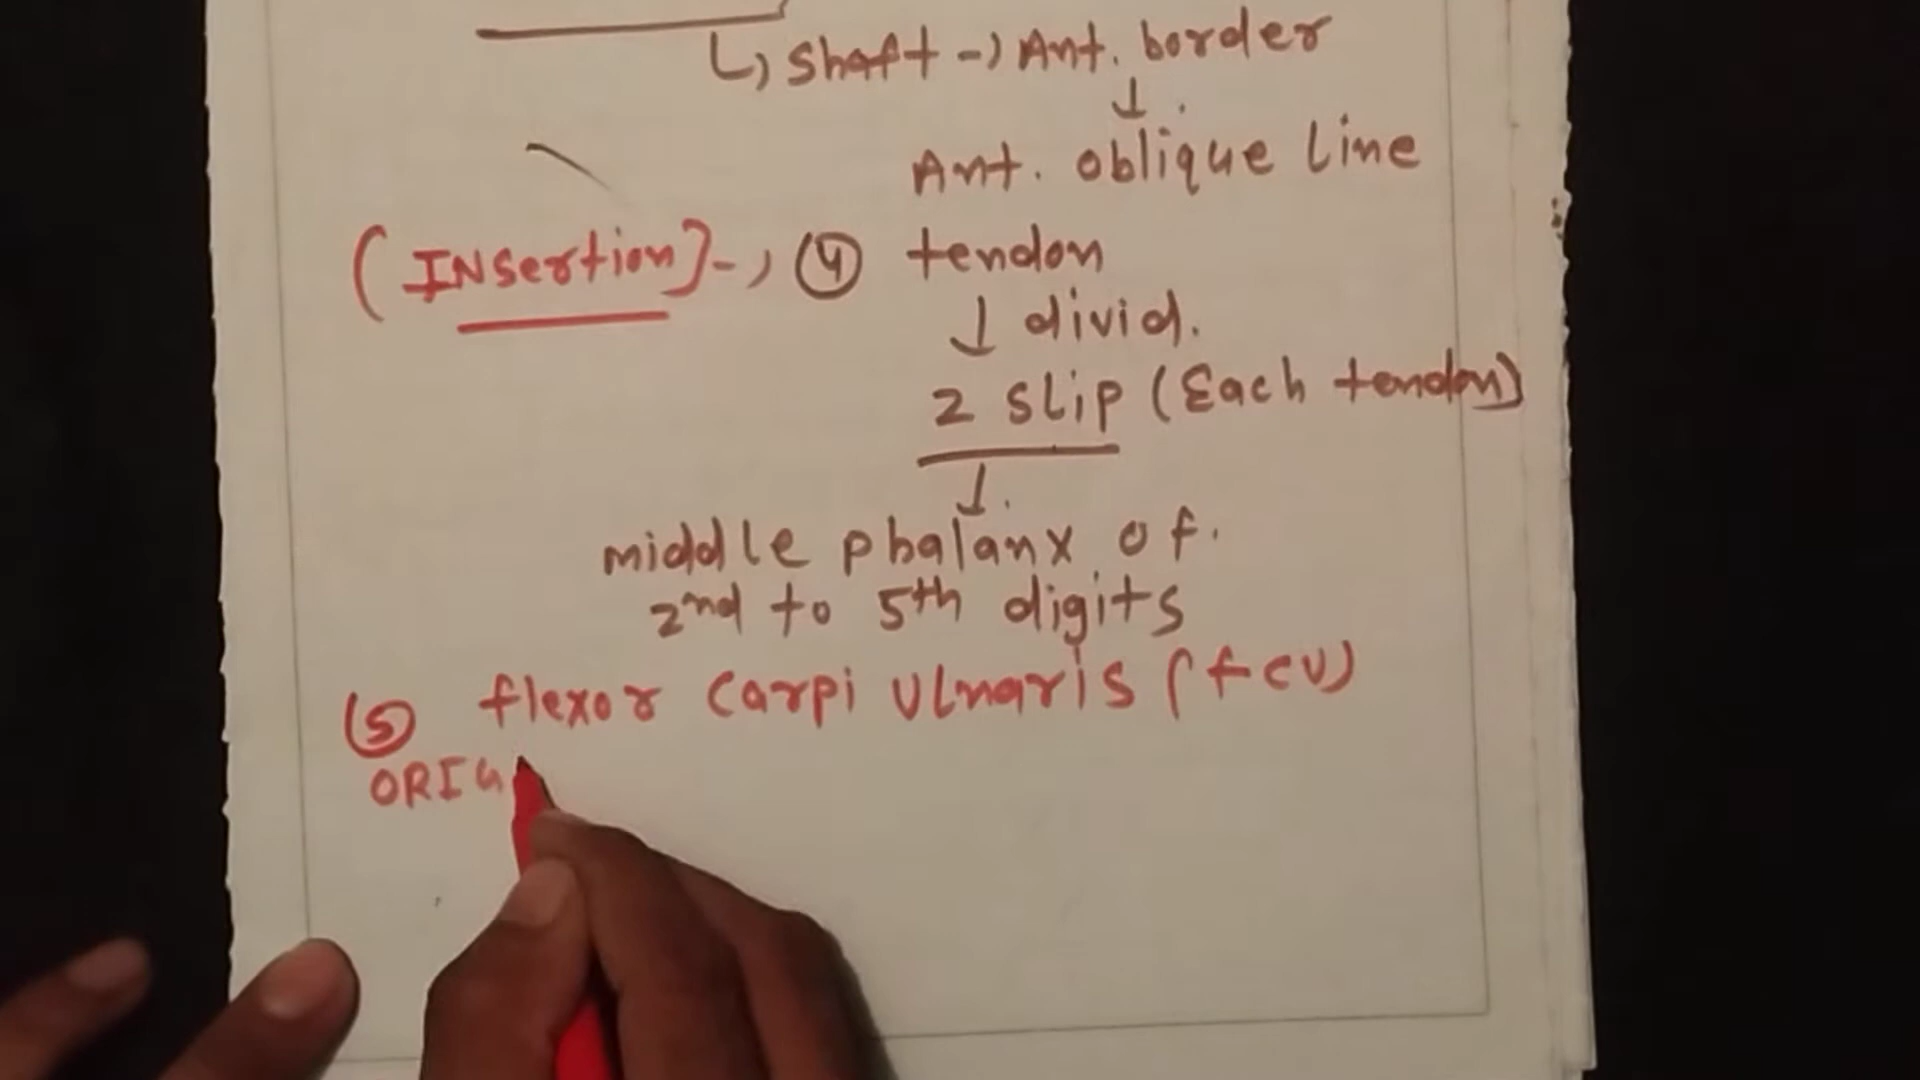 ↳ shaft → Ant. border
↓
Ant. oblique line
(Insertion] → ④ tendon
↓ divid.
2 slip (Each tendon)
↓
middle phalanx of.
2nd to 5th digits
(5) flexor carpi ulnaris (fcu)
ORIG